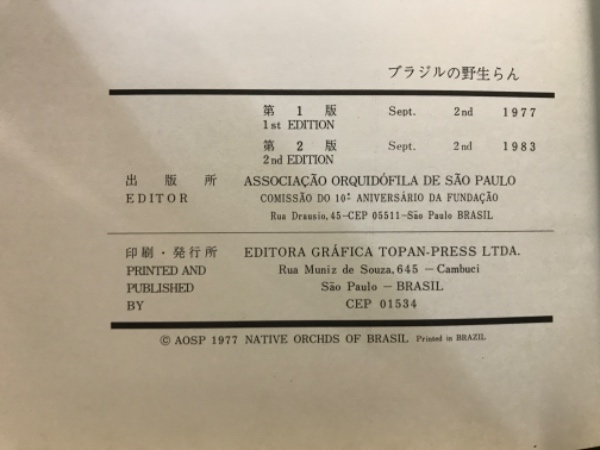 ブラジルの野生らん
第 1 版 Sept. 2nd 1977
1st EDITION
第 2 版 Sept. 2nd 1983
2nd EDITION
出 版 所 ASSOCIAÇÃO ORQUIDÓFILA DE SÃO PAULO
EDITOR COMISSÃO DO 10º ANIVERSÁRIO DA FUNDAÇÃO
Rua Drausio, 45-CEP 05511-São Paulo BRASIL
印刷・発行所 EDITORA GRÁFICA TOPAN-PRESS LTDA.
PRINTED AND Rua Muniz de Souza, 645 – Cambuci
PUBLISHED São Paulo – BRASIL
BY CEP 01534
© AOSP 1977 NATIVE ORCHDS OF BRASIL Printed in BRAZIL